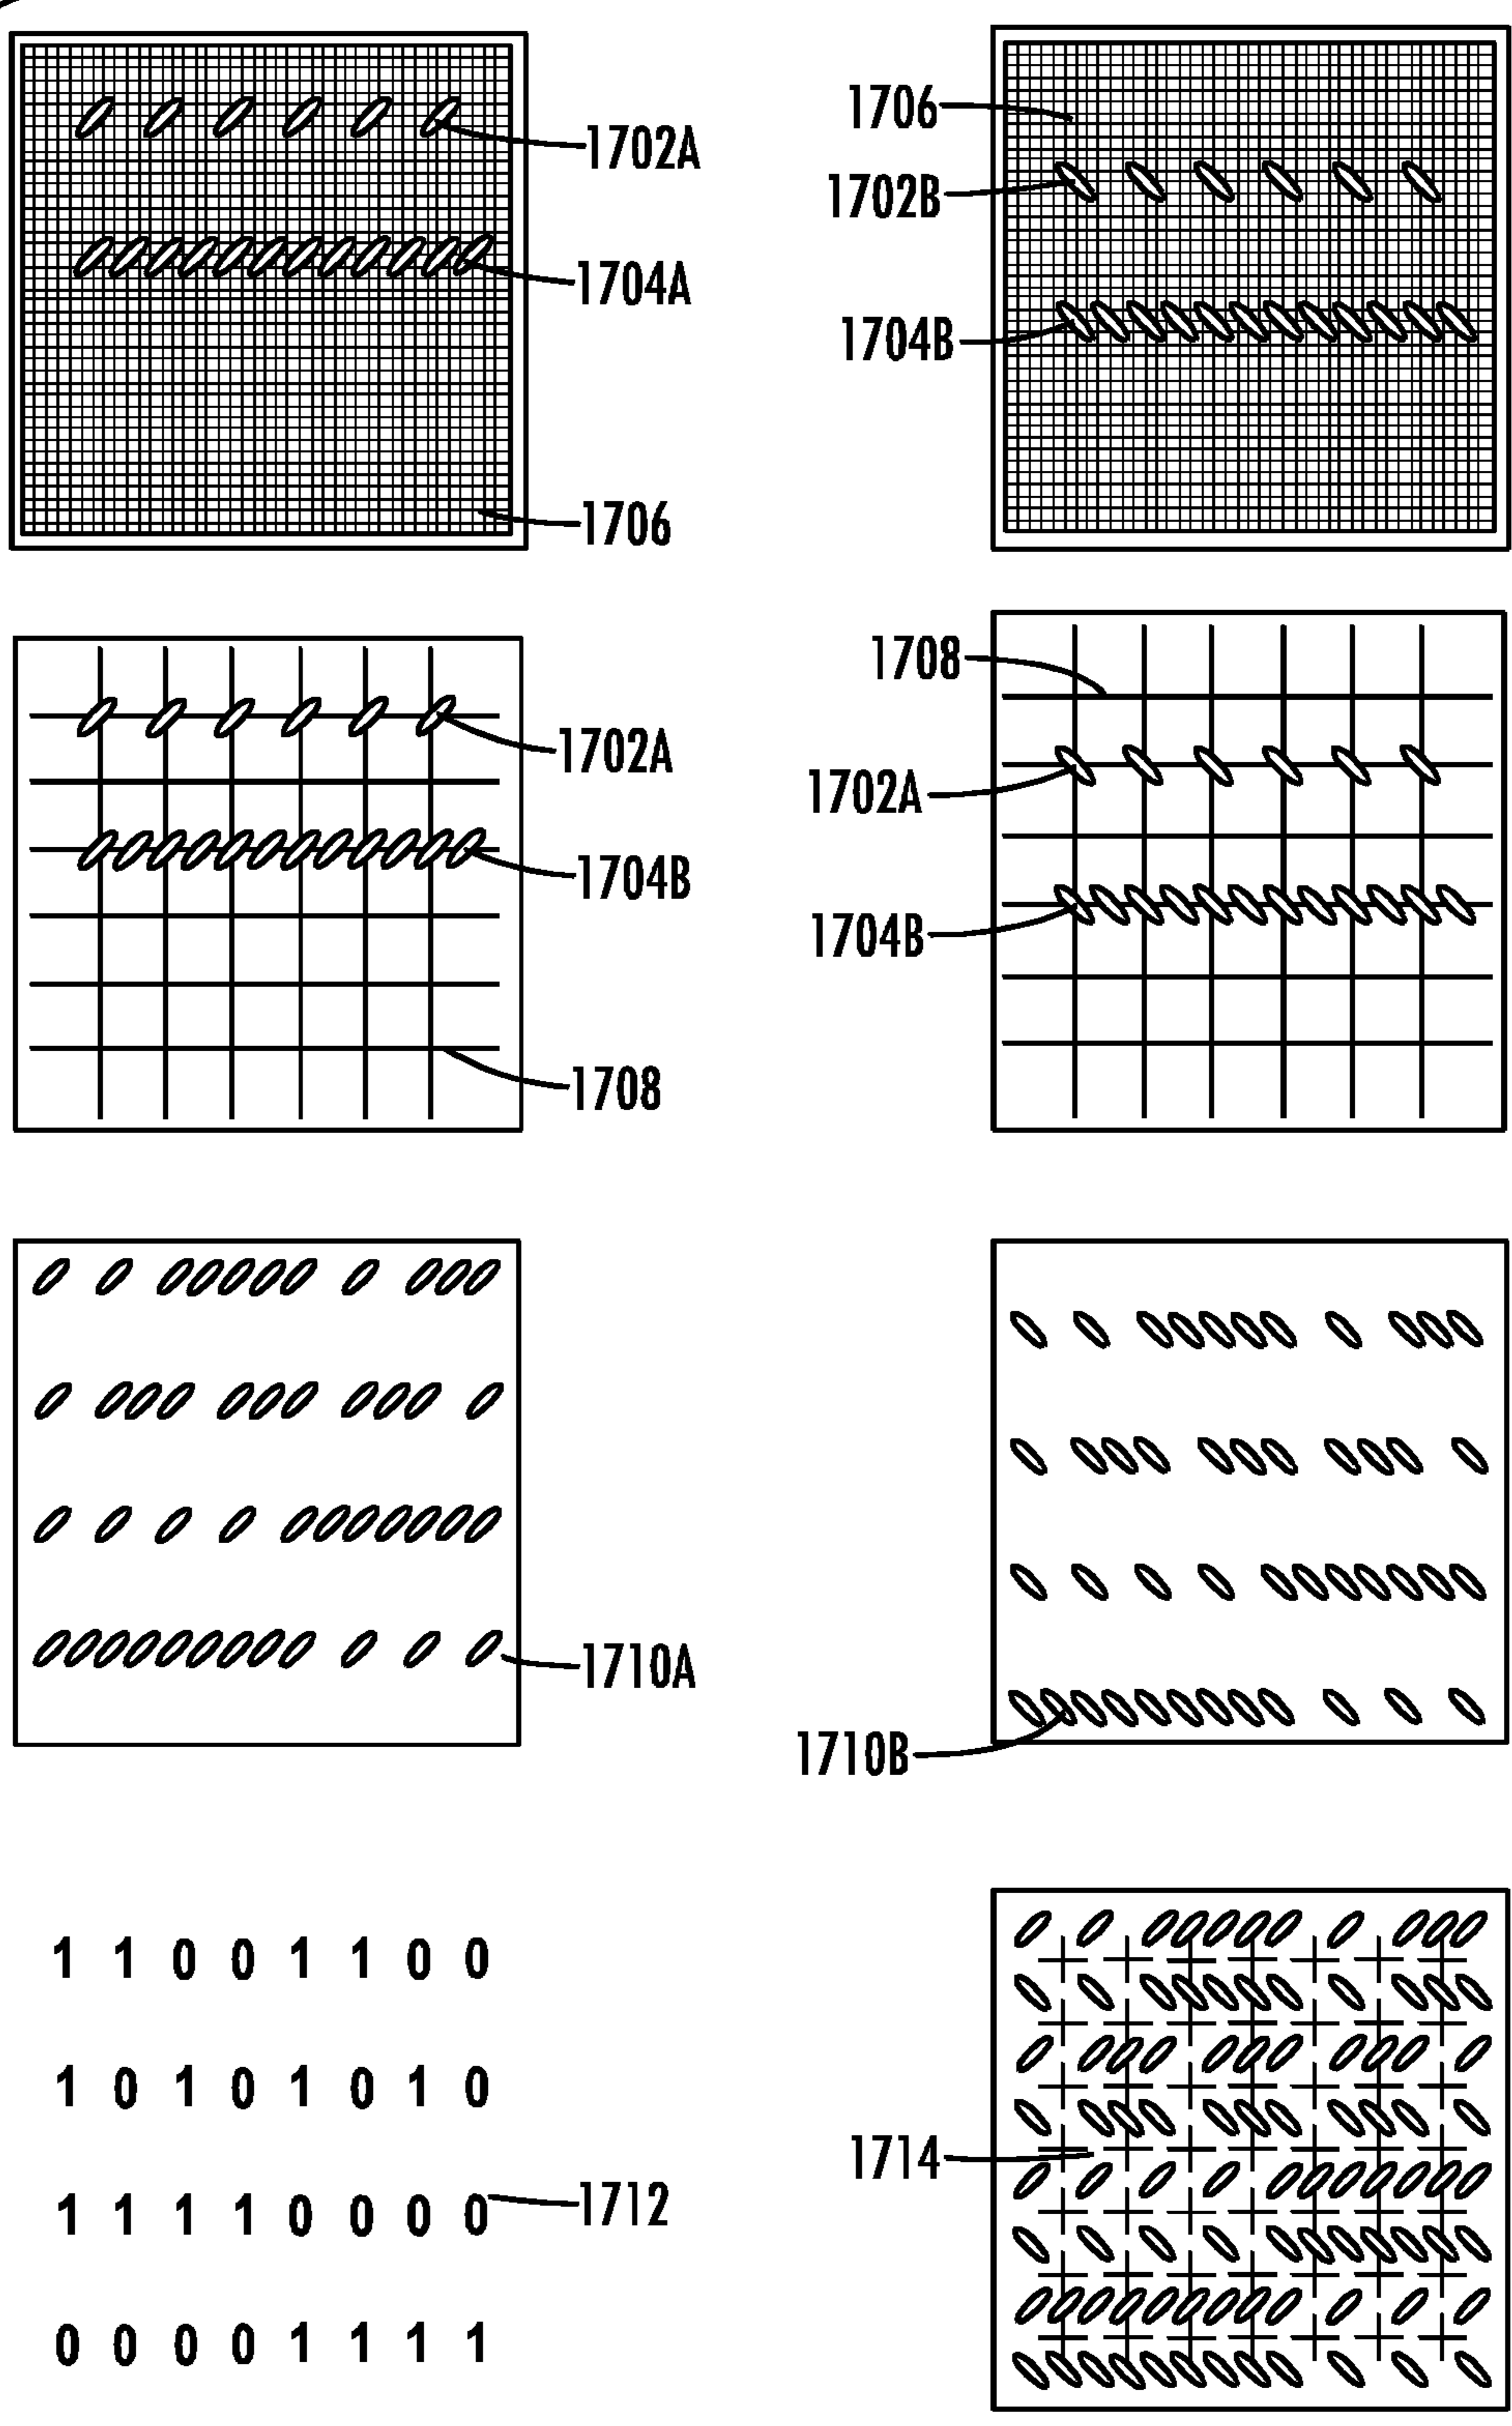 1702A
1704A
1706
1706
1702B
1704B
1702A
1704B
1708
1708
1702A
1704B
1710A
1710B
1 1 0 0 1 1 0 0
1 0 1 0 1 0 1 0
1 1 1 1 0 0 0 0
0 0 0 0 1 1 1 1
1712
1714